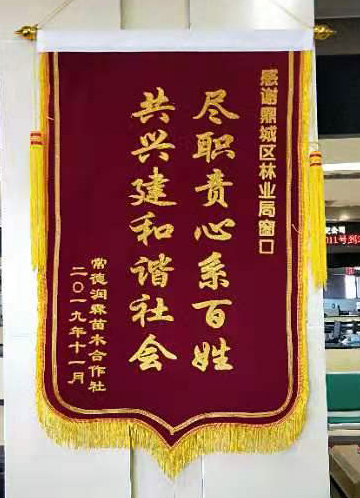 感谢鼎城区林业局窗口
尽职责心系百姓
共兴建和谐社会
常德润霖苗木合作社
二〇一九年十一月